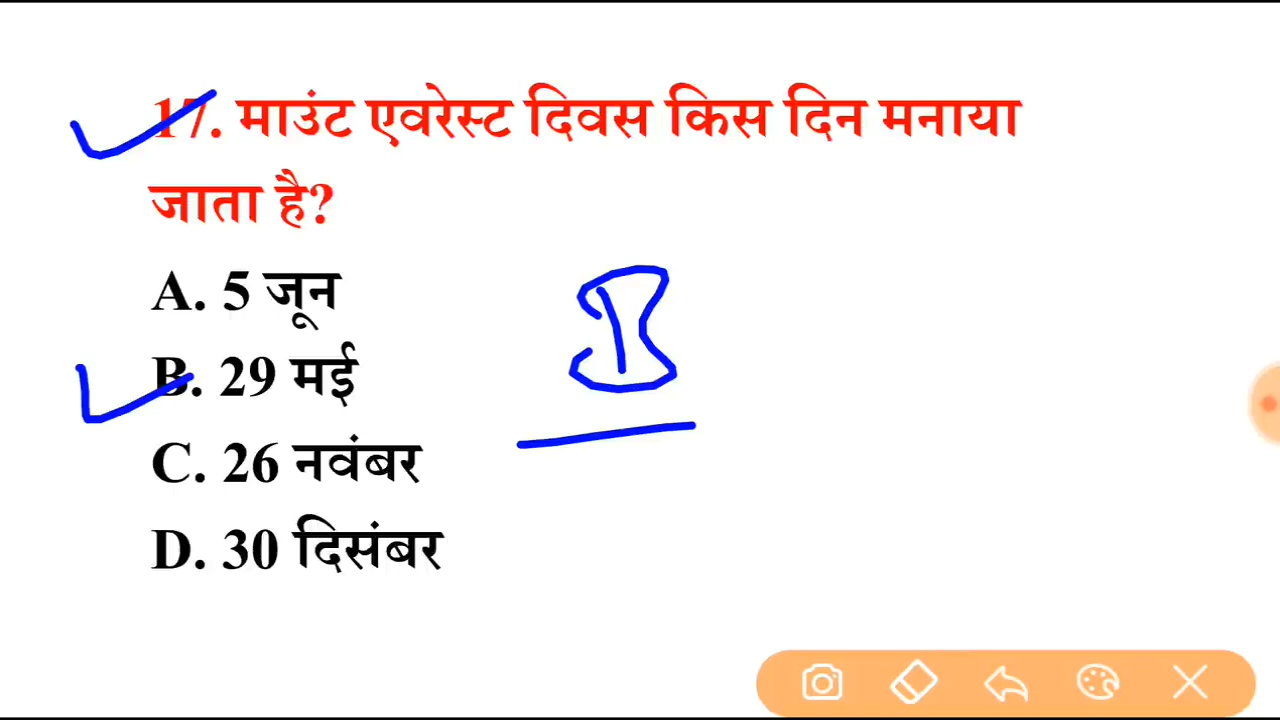 17. माउंट एवरेस्ट दिवस किस दिन मनाया
जाता है?
A. 5 जून
B. 29 मई
C. 26 नवंबर
D. 30 दिसंबर